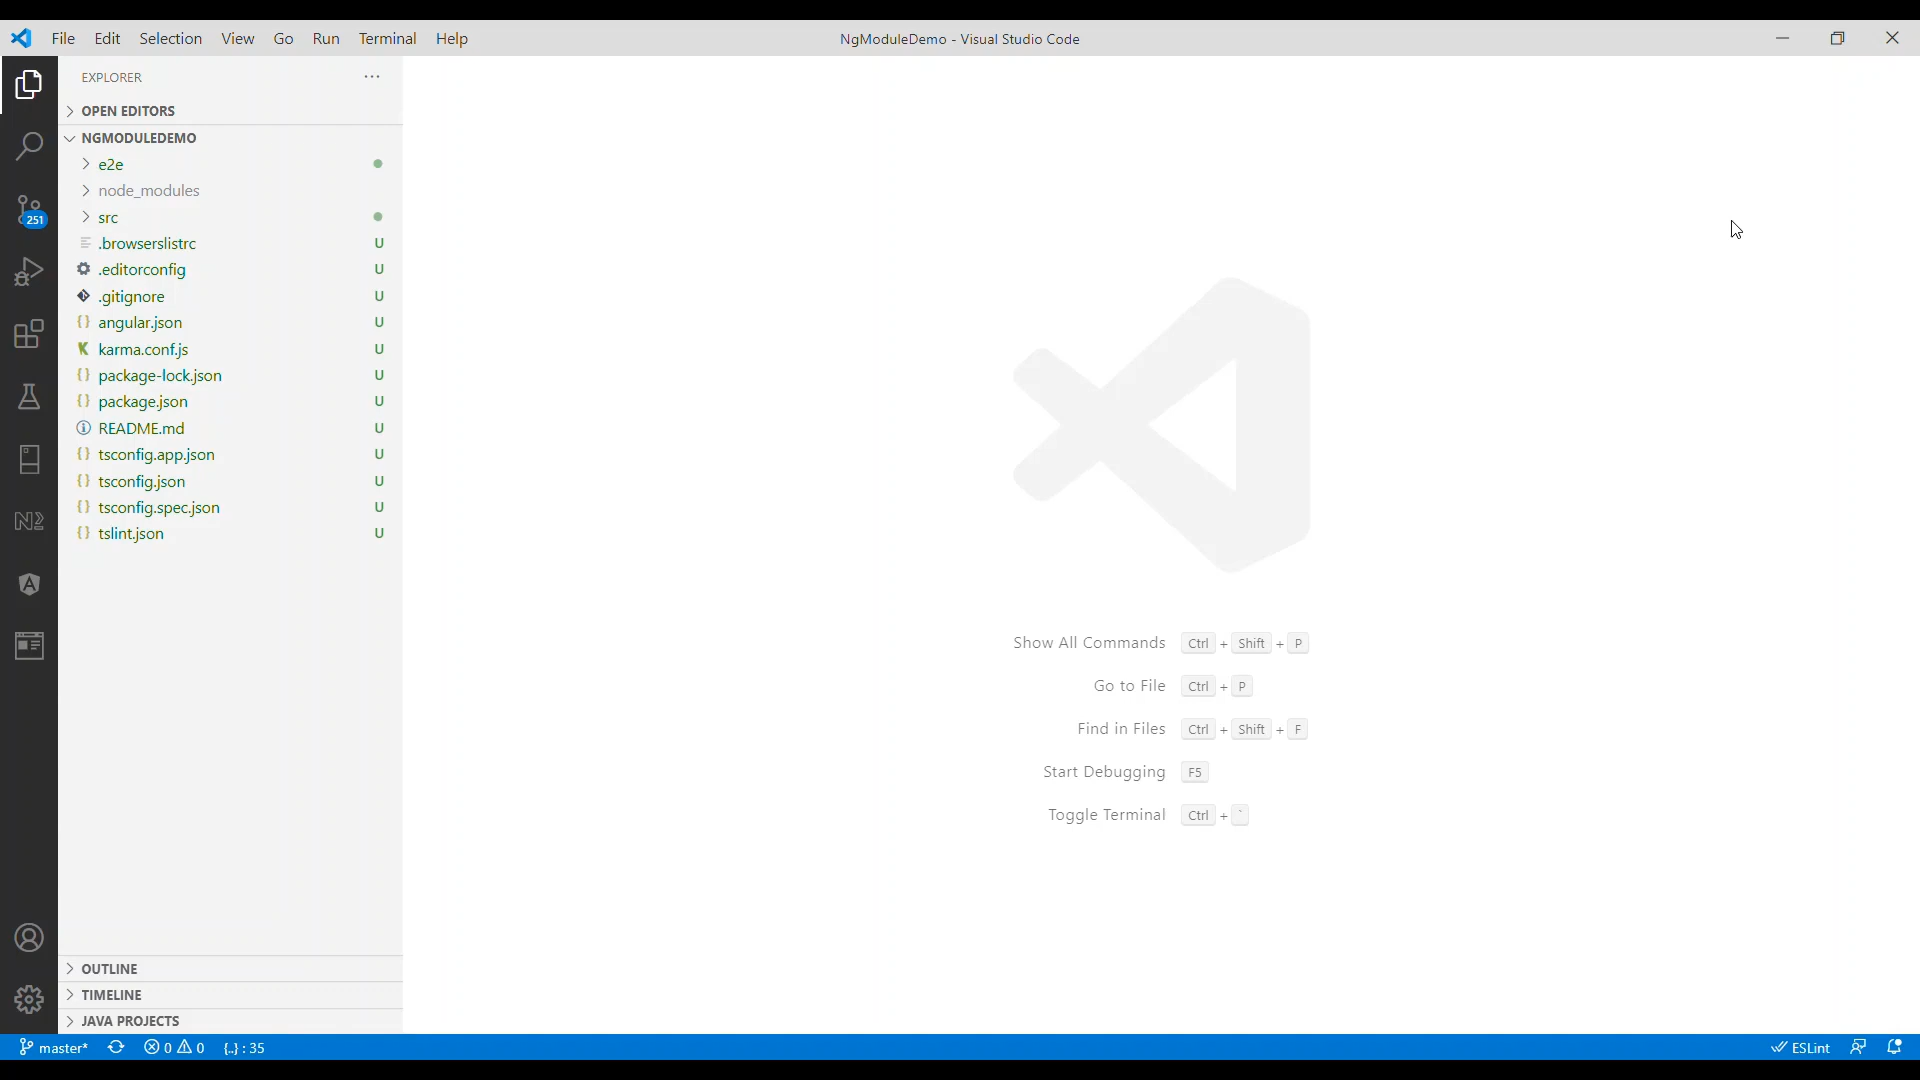 File Edit Selection View Go Run Terminal Help
NgModuleDemo - Visual Studio Code
EXPLORER ...
OPEN EDITORS
NGMODULEDEMO
e2e
node_modules
src
.browserslistrc U
.editorconfig U
.gitignore U
angular.json U
karma.conf.js U
package-lock.json U
package.json U
README.md U
tsconfig.app.json U
tsconfig.json U
tsconfig.spec.json U
tslint.json U
251
Show All Commands Ctrl + Shift + P
Go to File Ctrl + P
Find in Files Ctrl + Shift + F
Start Debugging F5
Toggle Terminal Ctrl + `
OUTLINE
TIMELINE
JAVA PROJECTS
master* 0 0 {..} : 35
ESLint